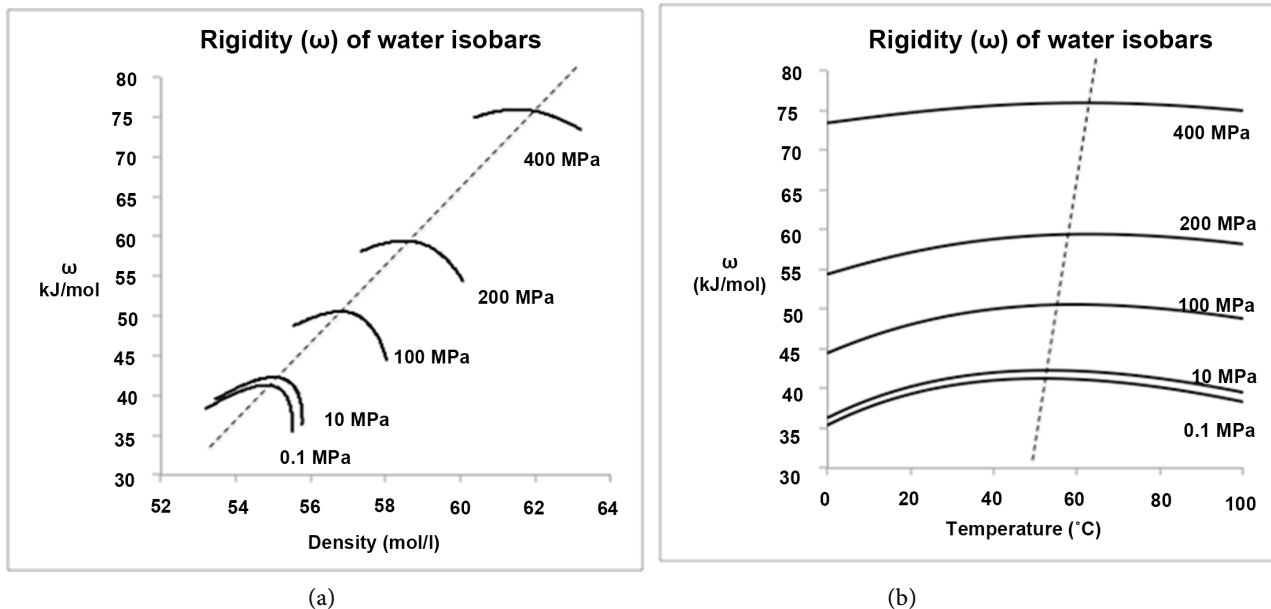 Rigidity (ω) of water isobars
80
75
70
65
60
55
50
45
40
35
30
ω
kJ/mol
400 MPa
200 MPa
100 MPa
10 MPa
0.1 MPa
52
54
56
58
60
62
64
Density (mol/l)
(a)
Rigidity (ω) of water isobars
80
75
70
65
60
55
50
45
40
35
30
ω
(kJ/mol)
400 MPa
200 MPa
100 MPa
10 MPa
0.1 MPa
0
20
40
60
80
100
Temperature (˚C)
(b)